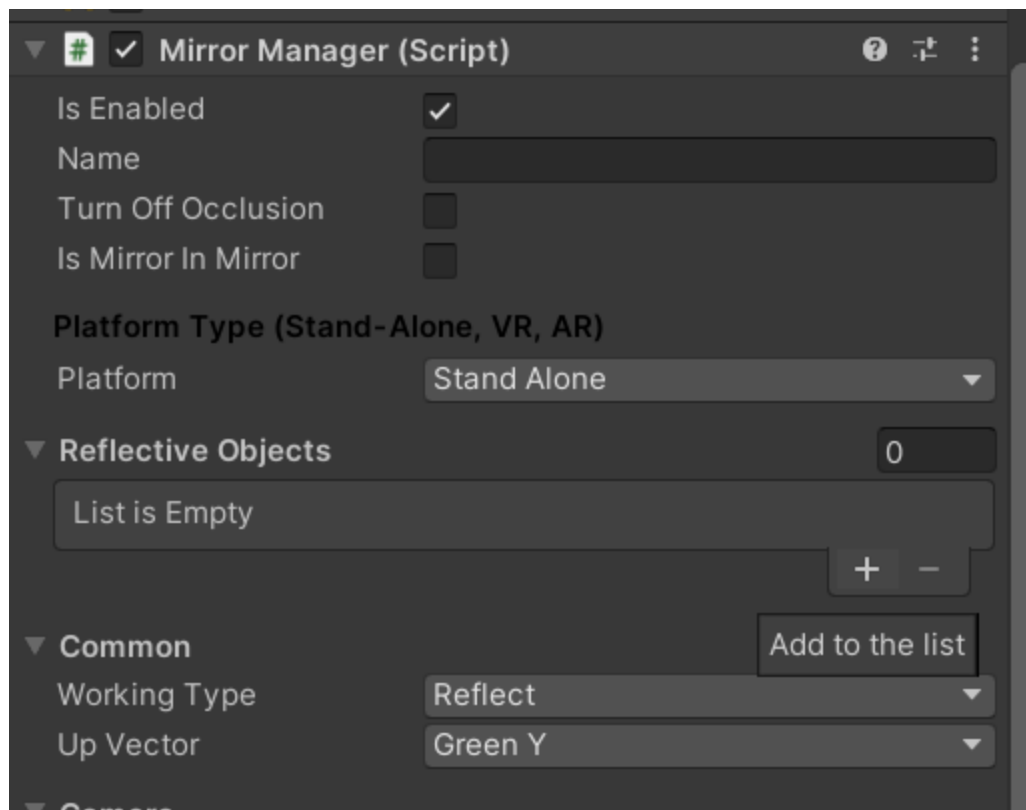 Mirror Manager (Script)
Is Enabled
Name
Turn Off Occlusion
Is Mirror In Mirror
Platform Type (Stand-Alone, VR, AR)
Platform Stand Alone
Reflective Objects 0
List is Empty
+ −
Add to the list
Common
Working Type Reflect
Up Vector Green Y